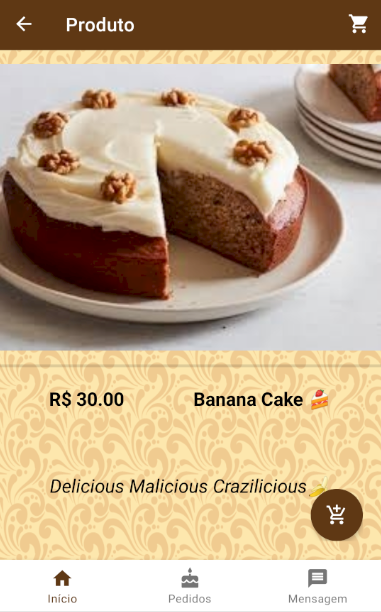 Produto
R$ 30.00
Banana Cake 🍰
Delicious Malicious Crazilicious 🍌
Início
Pedidos
Mensagem